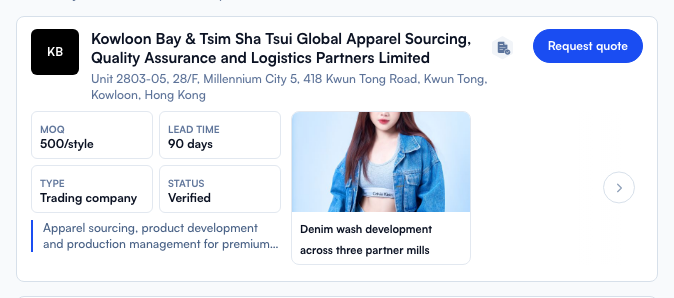 KB
Kowloon Bay & Tsim Sha Tsui Global Apparel Sourcing,
Quality Assurance and Logistics Partners Limited
Unit 2803-05, 28/F, Millennium City 5, 418 Kwun Tong Road, Kwun Tong,
Kowloon, Hong Kong
Request quote
MOQ
500/style
LEAD TIME
90 days
TYPE
Trading company
STATUS
Verified
Apparel sourcing, product development
and production management for premium...
Calvin Klein
Denim wash development
across three partner mills